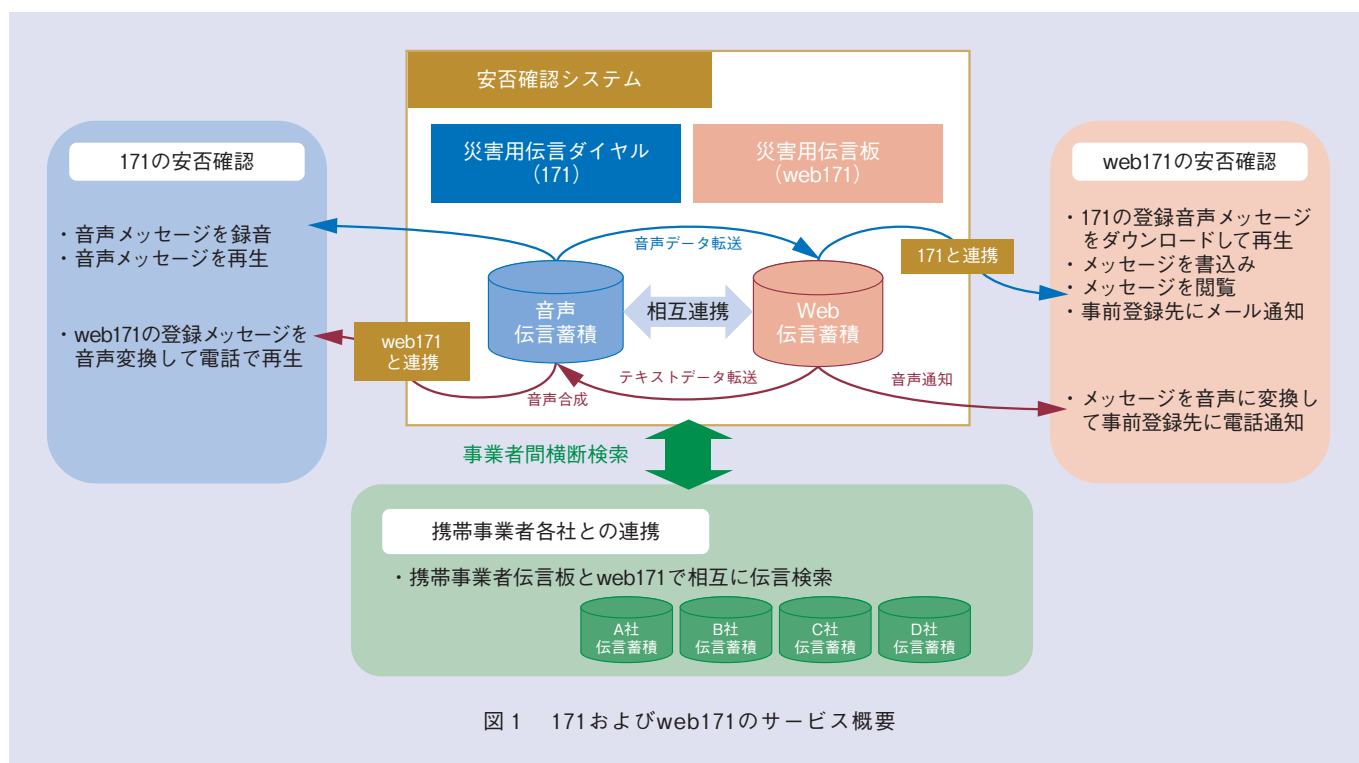 安否確認システム
災害用伝言ダイヤル
（171）
災害用伝言板
（web171）
171の安否確認
・音声メッセージを録音
・音声メッセージを再生
・web171の登録メッセージを
音声変換して電話で再生
web171
と連携
音声データ転送
音声
伝言蓄積
相互連携
Web
伝言蓄積
テキストデータ転送
音声合成
音声通知
171と連携
web171の安否確認
・171の登録音声メッセージ
をダウンロードして再生
・メッセージを書込み
・メッセージを閲覧
・事前登録先にメール通知
・メッセージを音声に変換し
て事前登録先に電話通知
事業者間横断検索
携帯事業者各社との連携
・携帯事業者伝言板とweb171で相互に伝言検索
A社
伝言蓄積
B社
伝言蓄積
C社
伝言蓄積
D社
伝言蓄積
図1　171およびweb171のサービス概要